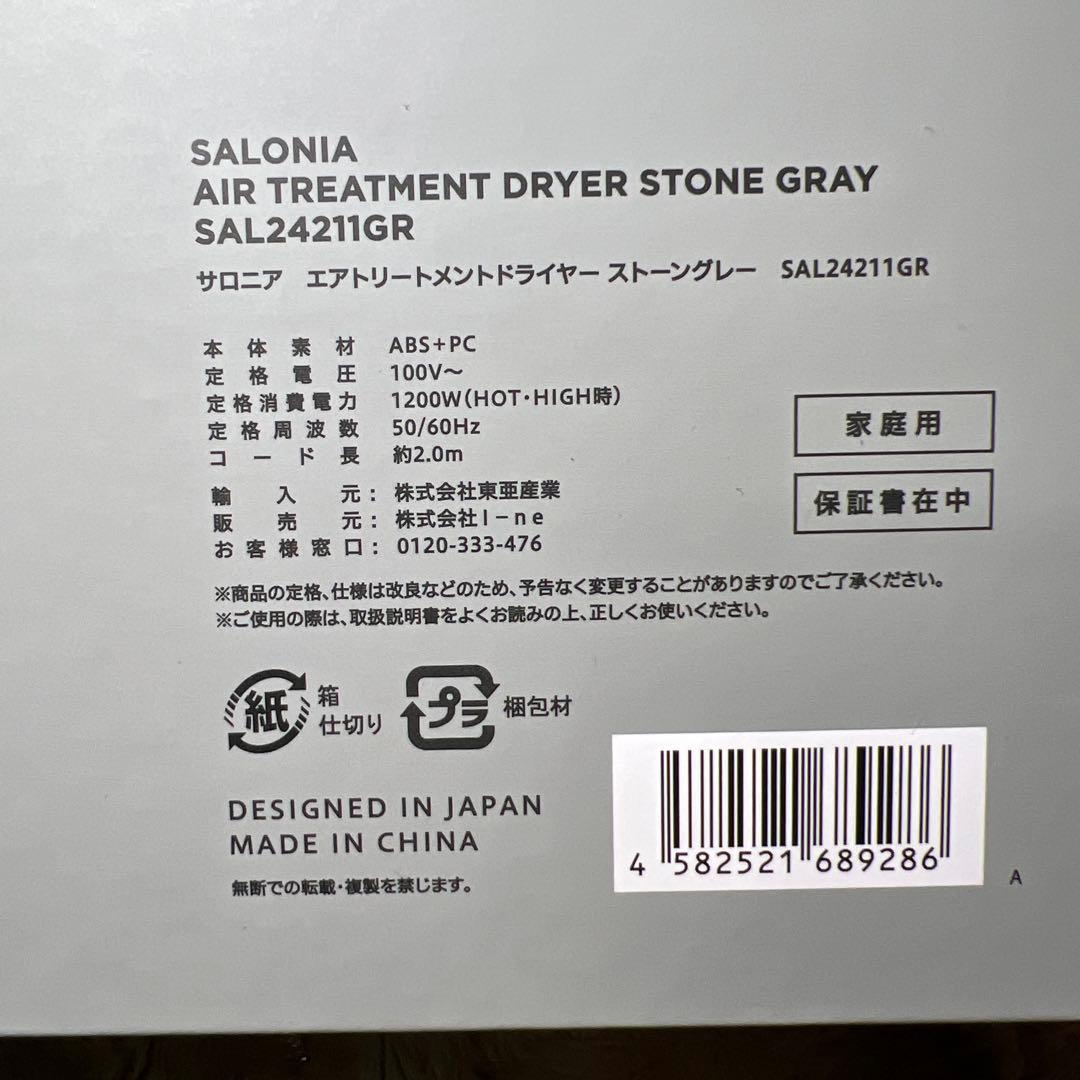 SALONIA
AIR TREATMENT DRYER STONE GRAY
SAL24211GR
サロニア　エアトリートメントドライヤー ストーングレー　SAL24211GR
本体素材 ABS+PC
定格電圧 100V～
定格消費電力 1200W(HOT・HIGH時)
定格周波数 50/60Hz
コード長 約2.0m
家庭用
保証書在中
輸入元: 株式会社東亜産業
販売元: 株式会社I-ne
お客様窓口: 0120-333-476
※商品の定格、仕様は改良などのため、予告なく変更することがありますのでご了承ください。
※ご使用の際は、取扱説明書をよくお読みの上、正しくお使いください。
紙 箱
仕切り
プラ 梱包材
DESIGNED IN JAPAN
MADE IN CHINA
無断での転載・複製を禁じます。
4 582521 689286
A